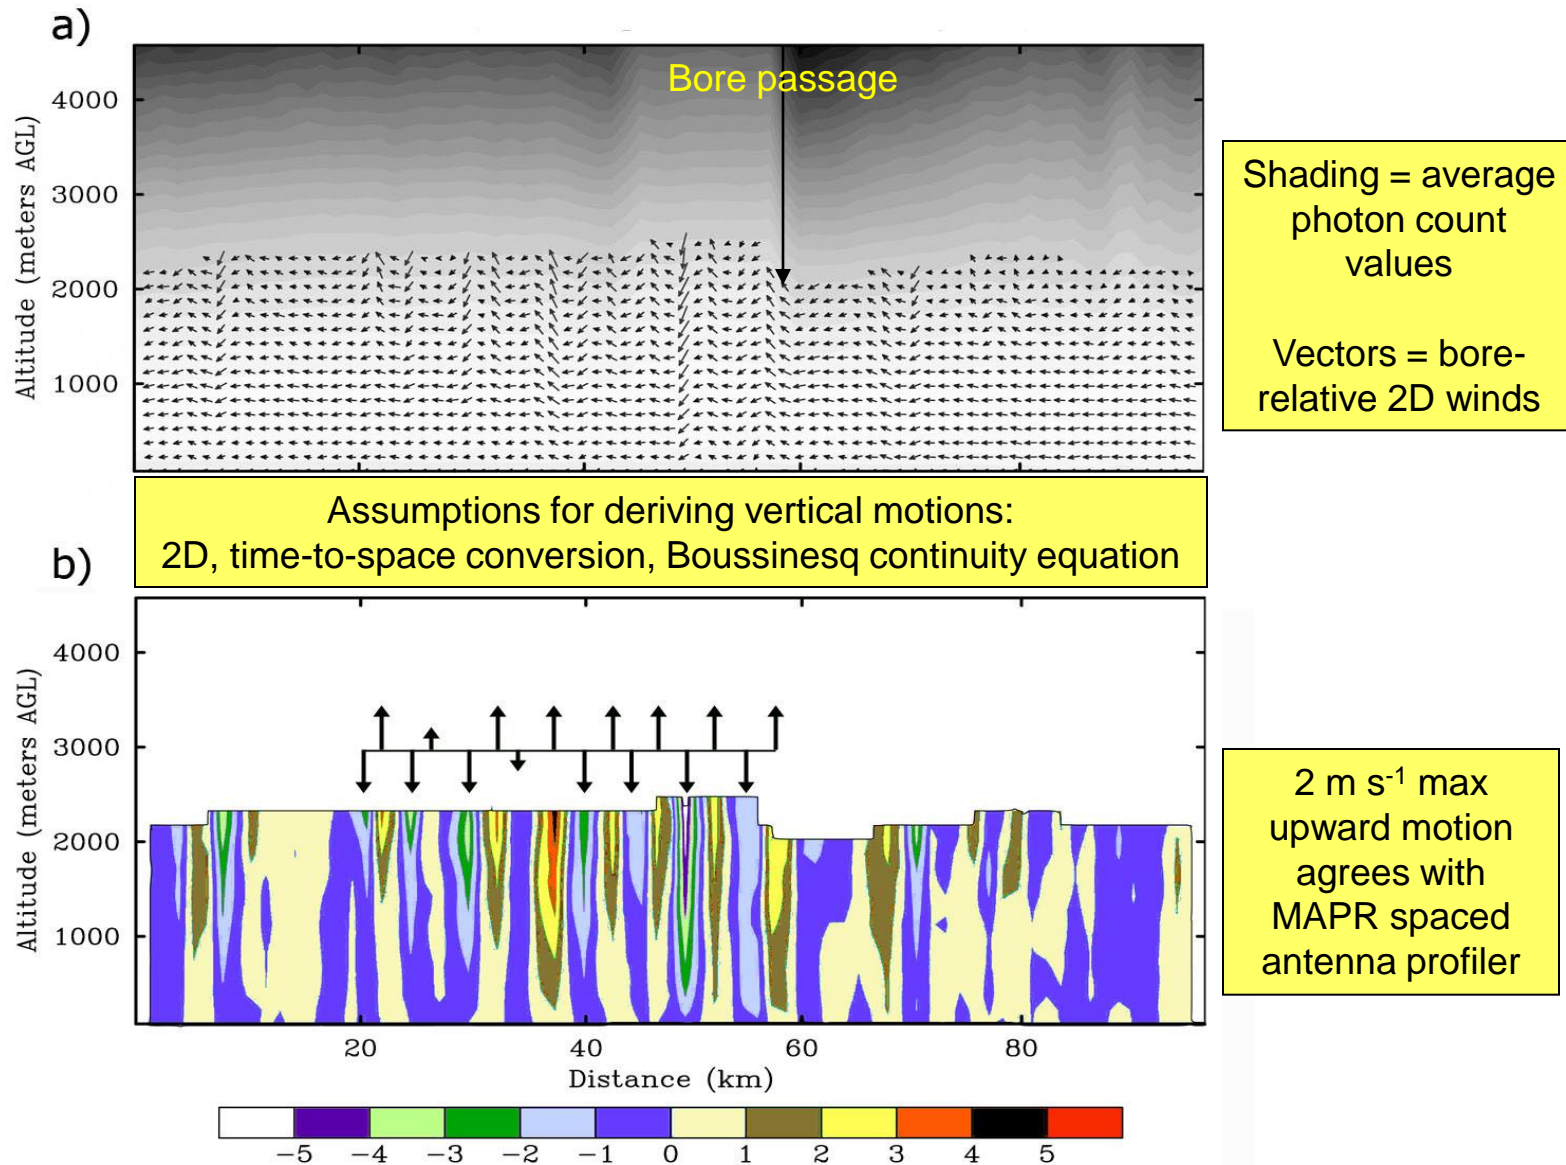 a)
Bore passage
4000
3000
2000
1000
Altitude (meters AGL)
Shading = average
photon count
values
Vectors = bore-
relative 2D winds
Assumptions for deriving vertical motions:
2D, time-to-space conversion, Boussinesq continuity equation
b)
4000
3000
2000
1000
Altitude (meters AGL)
20 40 60 80
Distance (km)
−5 −4 −3 −2 −1 0 1 2 3 4 5
2 m s-1 max
upward motion
agrees with
MAPR spaced
antenna profiler